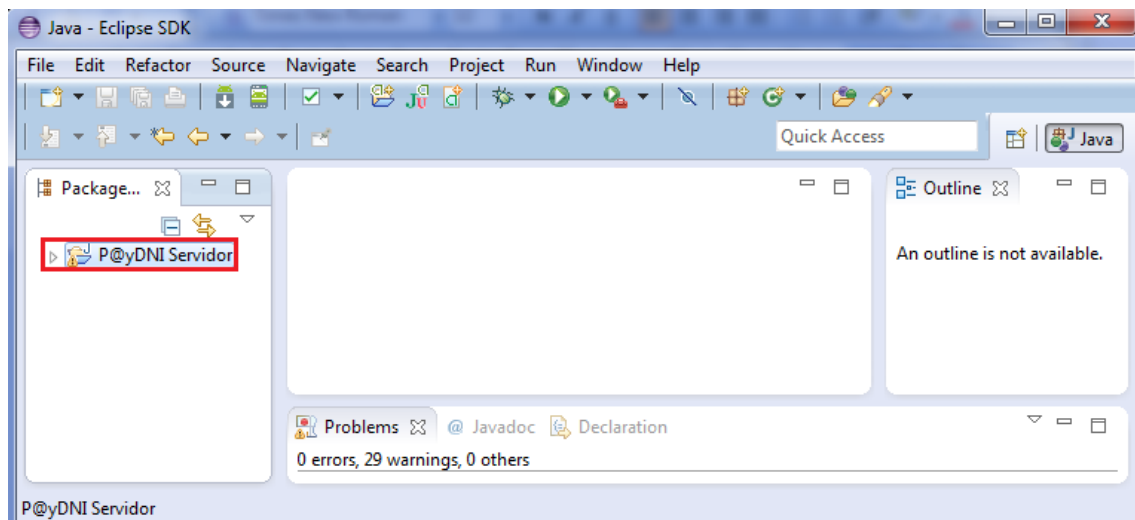 Java - Eclipse SDK
File Edit Refactor Source Navigate Search Project Run Window Help
Quick Access
Java
Package...
P@yDNI Servidor
Outline
An outline is not available.
Problems @ Javadoc Declaration
0 errors, 29 warnings, 0 others
P@yDNI Servidor